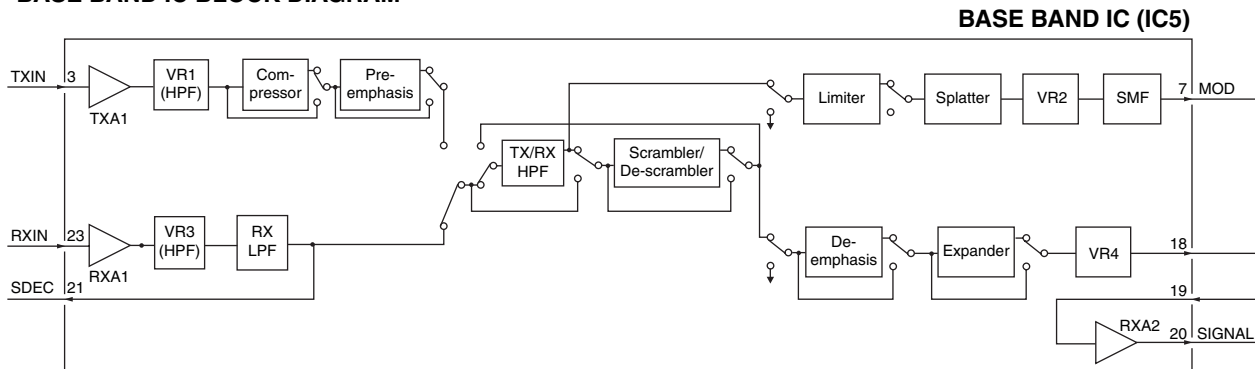 BASE BAND IC BLOCK DIAGRAM
BASE BAND IC (IC5)
TXIN
3
TXA1
VR1
(HPF)
Com-
pressor
Pre-
emphasis
Limiter
Splatter
VR2
SMF
7
MOD
TX/RX
HPF
Scrambler/
De-scrambler
RXIN
23
RXA1
VR3
(HPF)
RX
LPF
De-
emphasis
Expander
VR4
18
SDEC
21
19
RXA2
20
SIGNAL